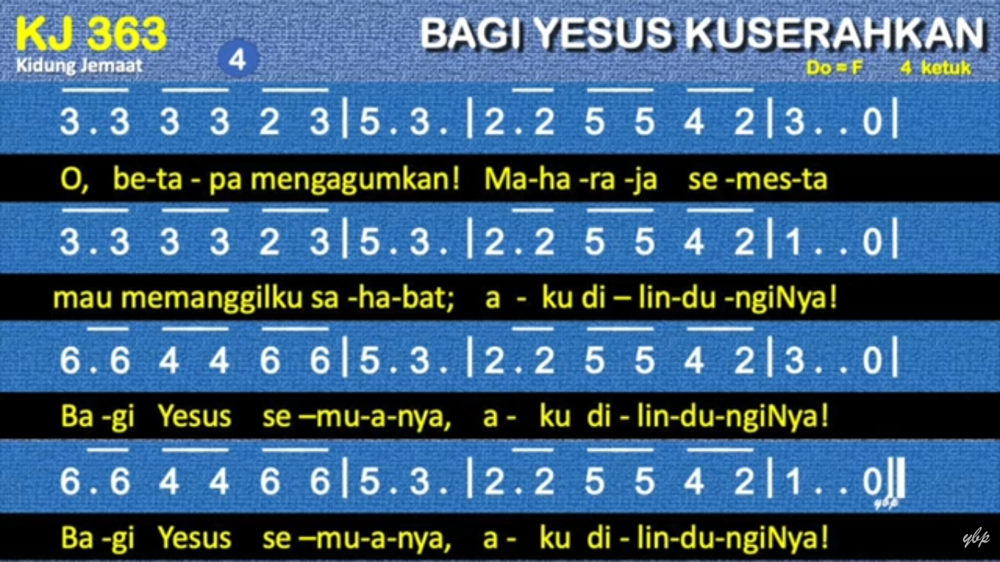 KJ 363
Kidung Jemaat
4
BAGI YESUS KUSERAHKAN
Do = F 4 ketuk
3 . 3 3 3 2 3 | 5 . 3 . | 2 . 2 5 5 4 2 | 3 . . 0 |
O, be-ta - pa mengagumkan! Ma-ha -ra -ja se -mes-ta
3 . 3 3 3 2 3 | 5 . 3 . | 2 . 2 5 5 4 2 | 1 . . 0 |
mau memanggilku sa -ha-bat; a - ku di – lin-du -ngiNya!
6 . 6 4 4 6 6 | 5 . 3 . | 2 . 2 5 5 4 2 | 3 . . 0 |
Ba -gi Yesus se –mu-a-nya, a - ku di - lin-du-ngiNya!
6 . 6 4 4 6 6 | 5 . 3 . | 2 . 2 5 5 4 2 | 1 . . 0 ||
ybp
Ba -gi Yesus se –mu-a-nya, a - ku di - lin-du-ngiNya!
ybp